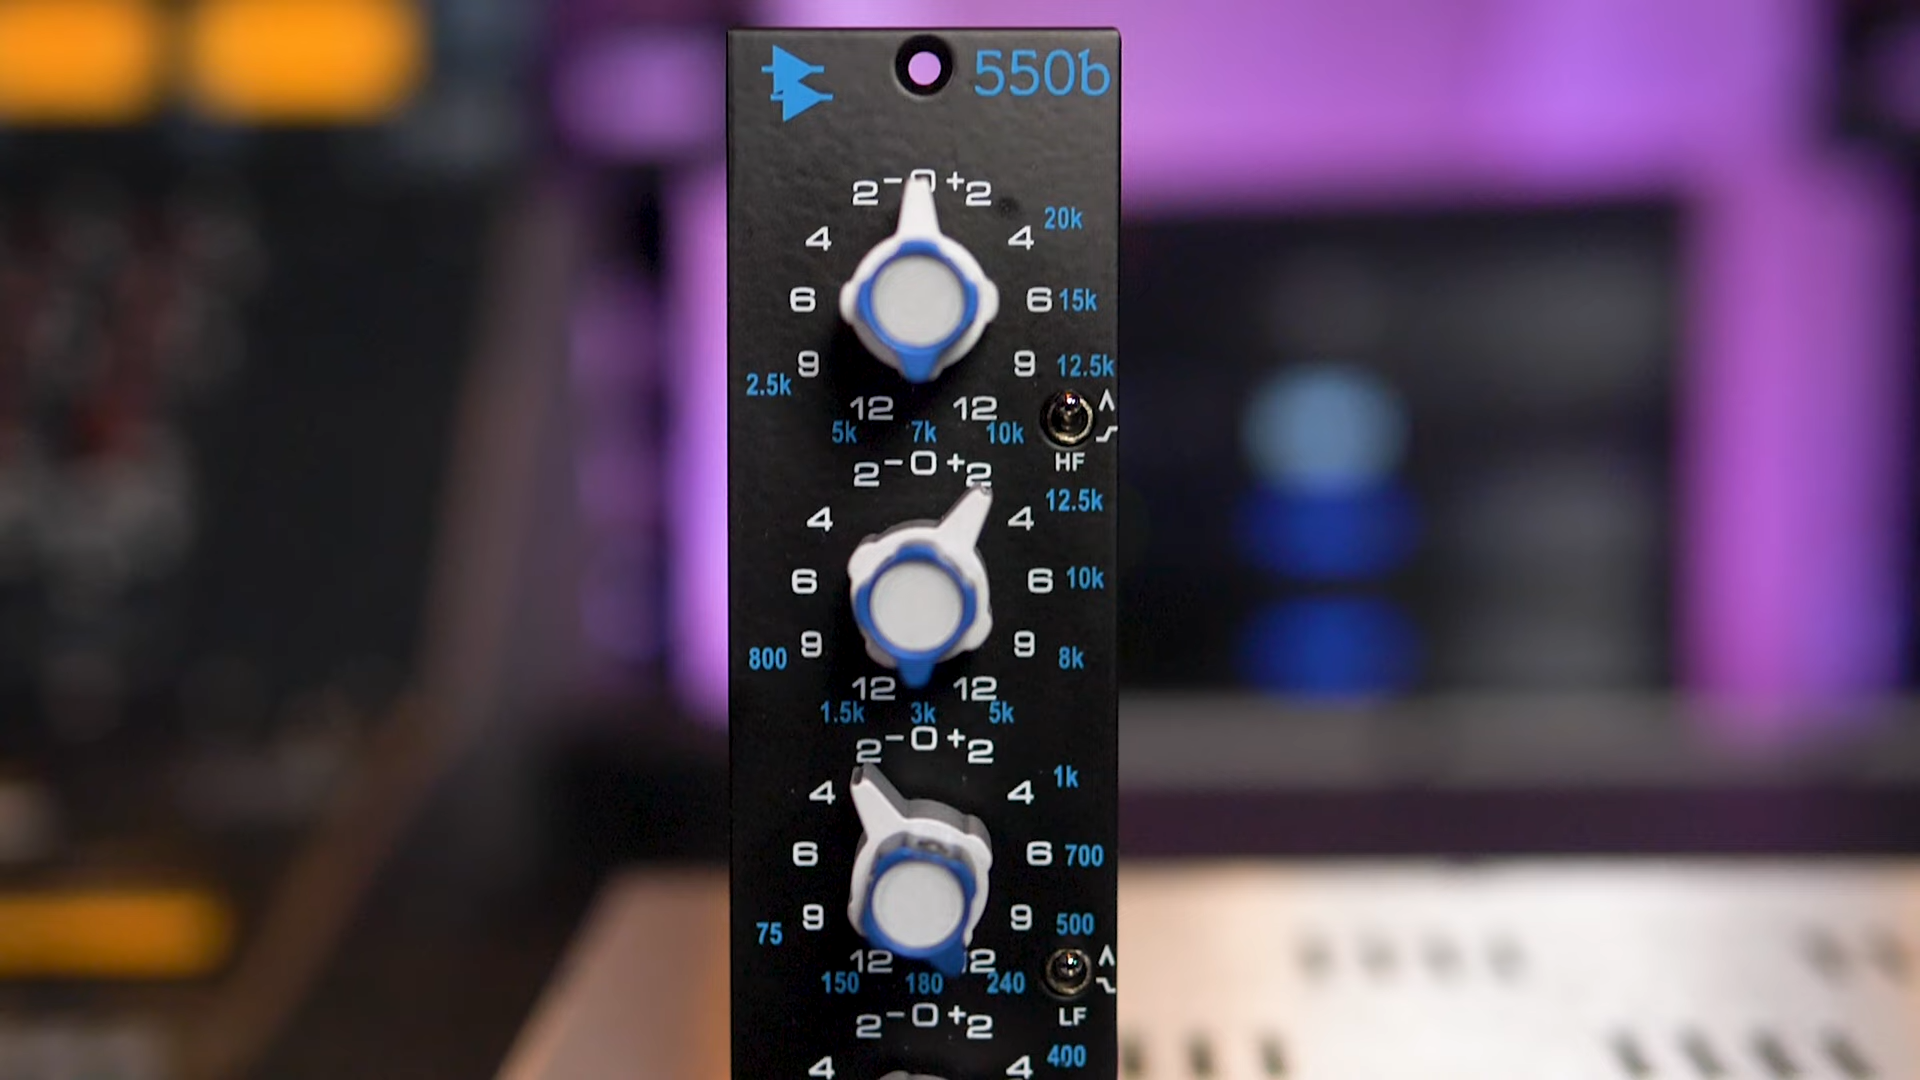 550b
2 - 0 + 2
4 4 20k
6 6 15k
9 9 12.5k
2.5k
12 12
5k 7k 10k
HF
2 - 0 + 2
4 4 12.5k
6 6 10k
9 9
800 8k
12 12
1.5k 3k 5k
2 - 0 + 2
4 4 1k
6 6 700
9 9 500
75
12 12
150 180 240
LF
2 - 0 + 2
400
4 4